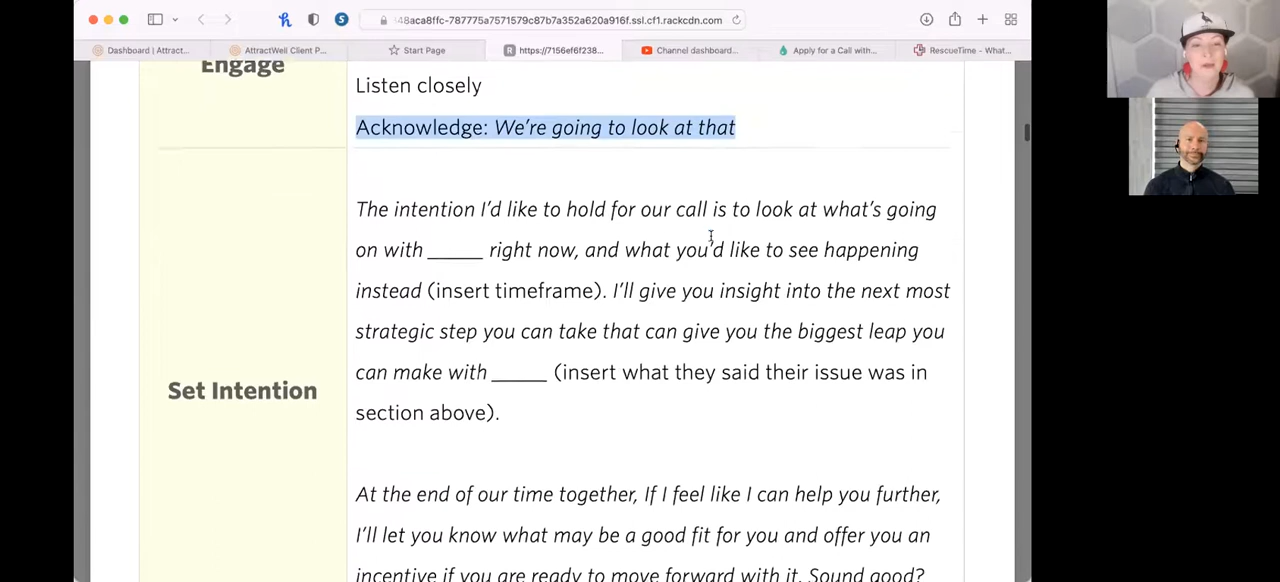 48aca8ffc-787775a7571579c87b7a352a620a916f.ssl.cf1.rackcdn.com
Dashboard | Attract...
AttractWell Client P...
Start Page
https://7156ef6f238...
Channel dashboard...
Apply for a Call with...
RescueTime - What...
Engage
Listen closely
Acknowledge: We're going to look at that
Set Intention
The intention I'd like to hold for our call is to look at what's going
on with _____ right now, and what you'd like to see happening
instead (insert timeframe). I'll give you insight into the next most
strategic step you can take that can give you the biggest leap you
can make with _____ (insert what they said their issue was in
section above).
At the end of our time together, If I feel like I can help you further,
I'll let you know what may be a good fit for you and offer you an
incentive if you are ready to move forward with it. Sound good?